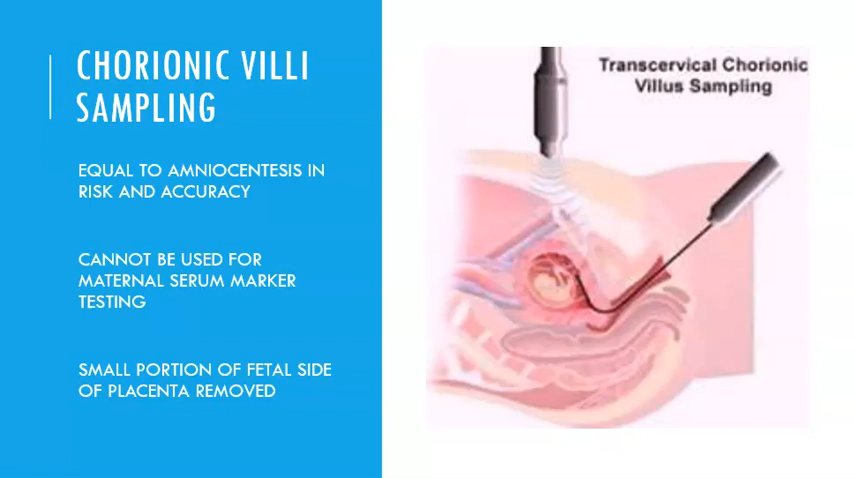 CHORIONIC VILLI
SAMPLING
EQUAL TO AMNIOCENTESIS IN
RISK AND ACCURACY
CANNOT BE USED FOR
MATERNAL SERUM MARKER
TESTING
SMALL PORTION OF FETAL SIDE
OF PLACENTA REMOVED
Transcervical Chorionic
Villus Sampling